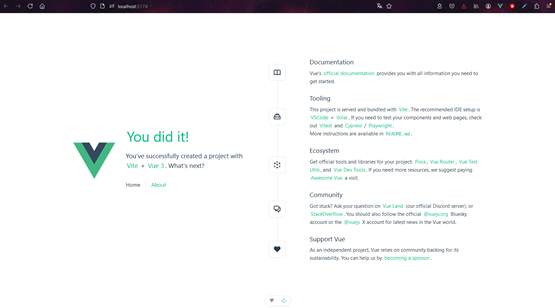 localhost:5174
You did it!
You've successfully created a project with
Vite + Vue 3. What's next?
Home About
Documentation
Vue's official documentation provides you with all information you need to
get started.
Tooling
This project is served and bundled with Vite. The recommended IDE setup is
VSCode + Volar. If you need to test your components and web pages, check
out Vitest and Cypress / Playwright.
More instructions are available in README.md.
Ecosystem
Get official tools and libraries for your project: Pinia, Vue Router, Vue Test
Utils, and Vue Dev Tools. If you need more resources, we suggest paying
Awesome Vue a visit.
Community
Got stuck? Ask your question on Vue Land (our official Discord server), or
StackOverflow. You should also follow the official @vuejs.org Bluesky
account or the @vuejs X account for latest news in the Vue world.
Support Vue
As an independent project, Vue relies on community backing for its
sustainability. You can help us by becoming a sponsor.